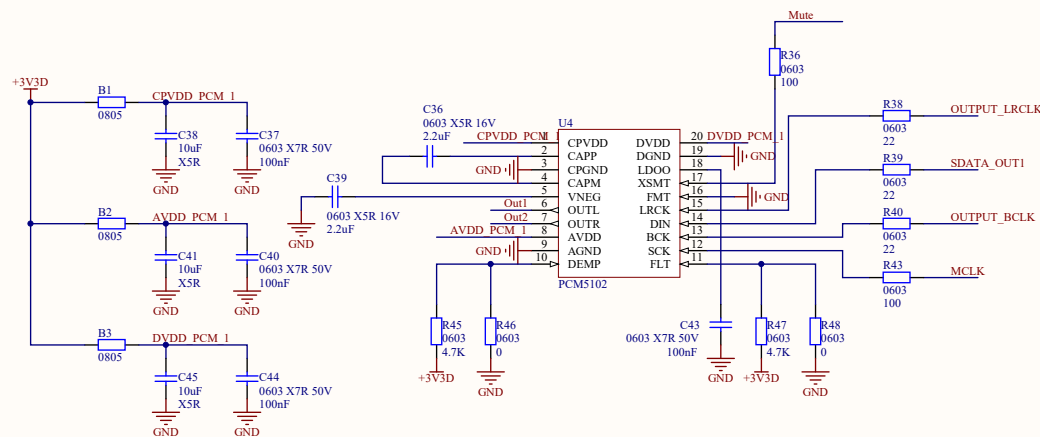 Mute
R36
0603
100
+3V3D
B1
0805
CPVDD_PCM_1
C38
10uF
X5R
GND
C37
0603 X7R 50V
100nF
GND
B2
0805
AVDD_PCM_1
C41
10uF
X5R
GND
C40
0603 X7R 50V
100nF
GND
B3
0805
DVDD_PCM_1
C45
10uF
X5R
GND
C44
0603 X7R 50V
100nF
GND
C36
0603 X5R 16V
2.2uF
C39
0603 X5R 16V
2.2uF
GND
U4
CPVDD_PCM_1
1 CPVDD
2 CAPP
GND 3 CPGND
4 CAPM
5 VNEG
Out1 6 OUTL
Out2 7 OUTR
AVDD_PCM_1 8 AVDD
GND 9 AGND
10 DEMP
DVDD 20 DVDD_PCM_1
DGND 19 GND
LDOO 18
XSMT 17
FMT 16 GND
LRCK 15
DIN 14
BCK 13
SCK 12
FLT 11
PCM5102
R38
0603
22
OUTPUT_LRCLK
R39
0603
22
SDATA_OUT1
R40
0603
22
OUTPUT_BCLK
R43
0603
100
MCLK
R45
0603
4.7K
+3V3D
R46
0603
0
GND
C43
0603 X7R 50V
100nF
GND
R47
0603
4.7K
+3V3D
R48
0603
0
GND